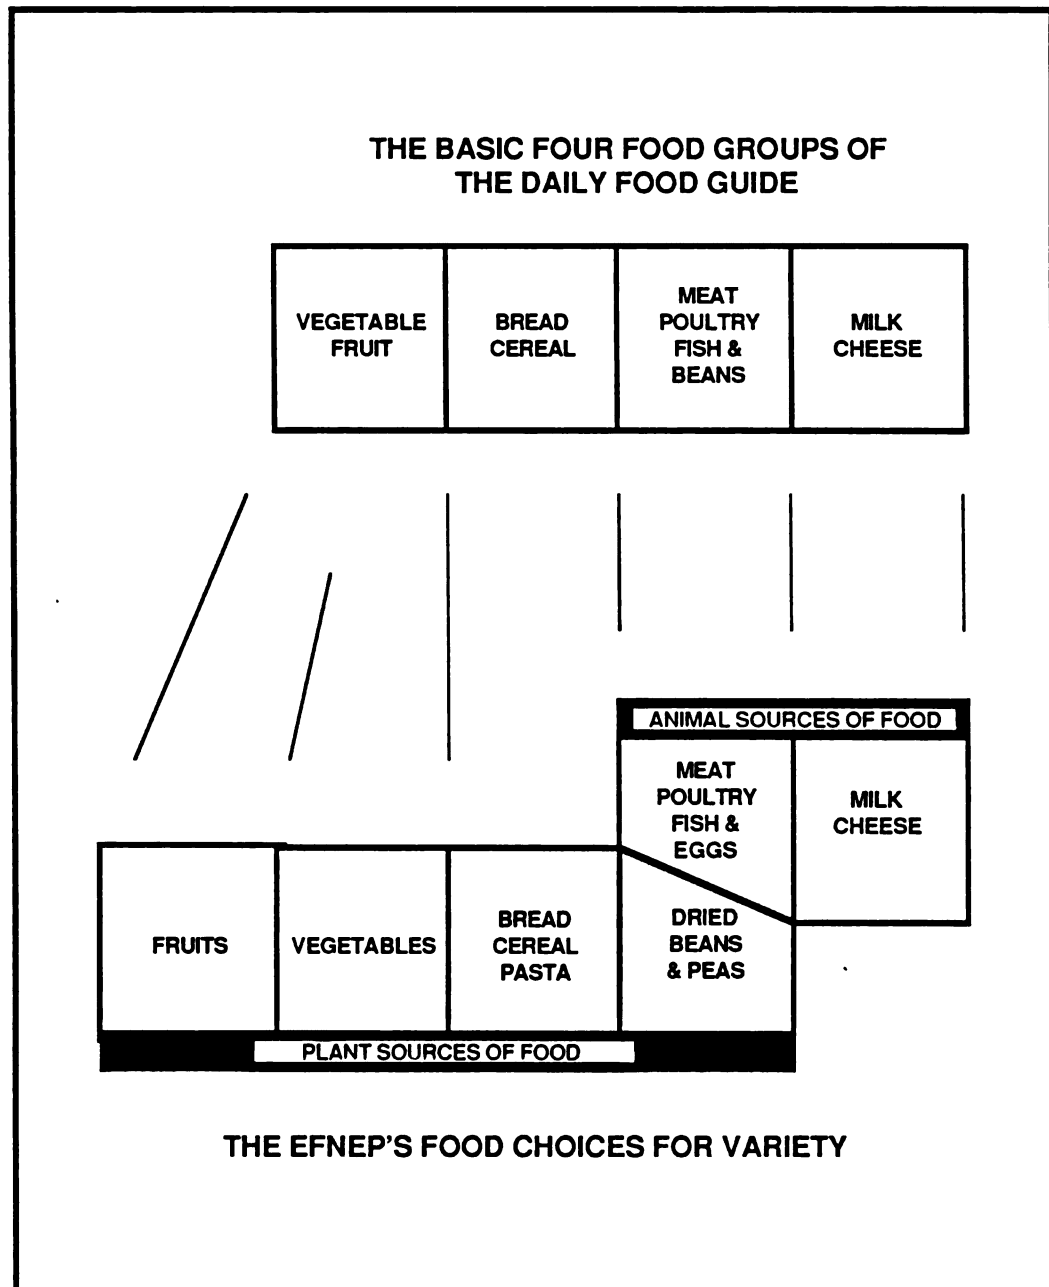 THE BASIC FOUR FOOD GROUPS OF
THE DAILY FOOD GUIDE
VEGETABLE
FRUIT
BREAD
CEREAL
MEAT
POULTRY
FISH &
BEANS
MILK
CHEESE
ANIMAL SOURCES OF FOOD
MEAT
POULTRY
FISH &
EGGS
MILK
CHEESE
FRUITS
VEGETABLES
BREAD
CEREAL
PASTA
DRIED
BEANS
& PEAS
PLANT SOURCES OF FOOD
THE EFNEP'S FOOD CHOICES FOR VARIETY